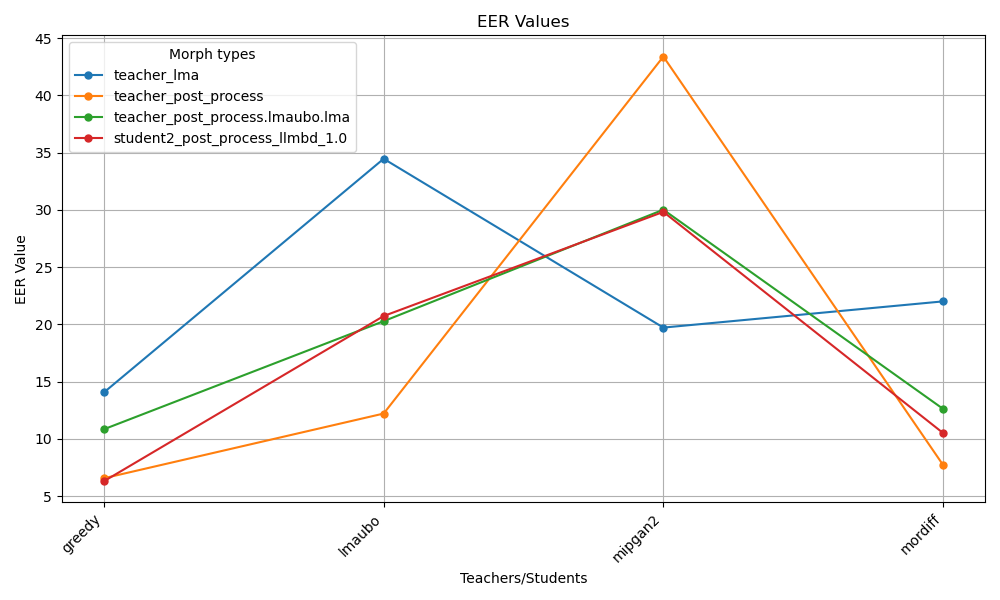 EER Values
Morph types
teacher_lma
teacher_post_process
teacher_post_process.lmaubo.lma
student2_post_process_llmbd_1.0
EER Value
45
40
35
30
25
20
15
10
5
greedy
lmaubo
mipgan2
mordiff
Teachers/Students